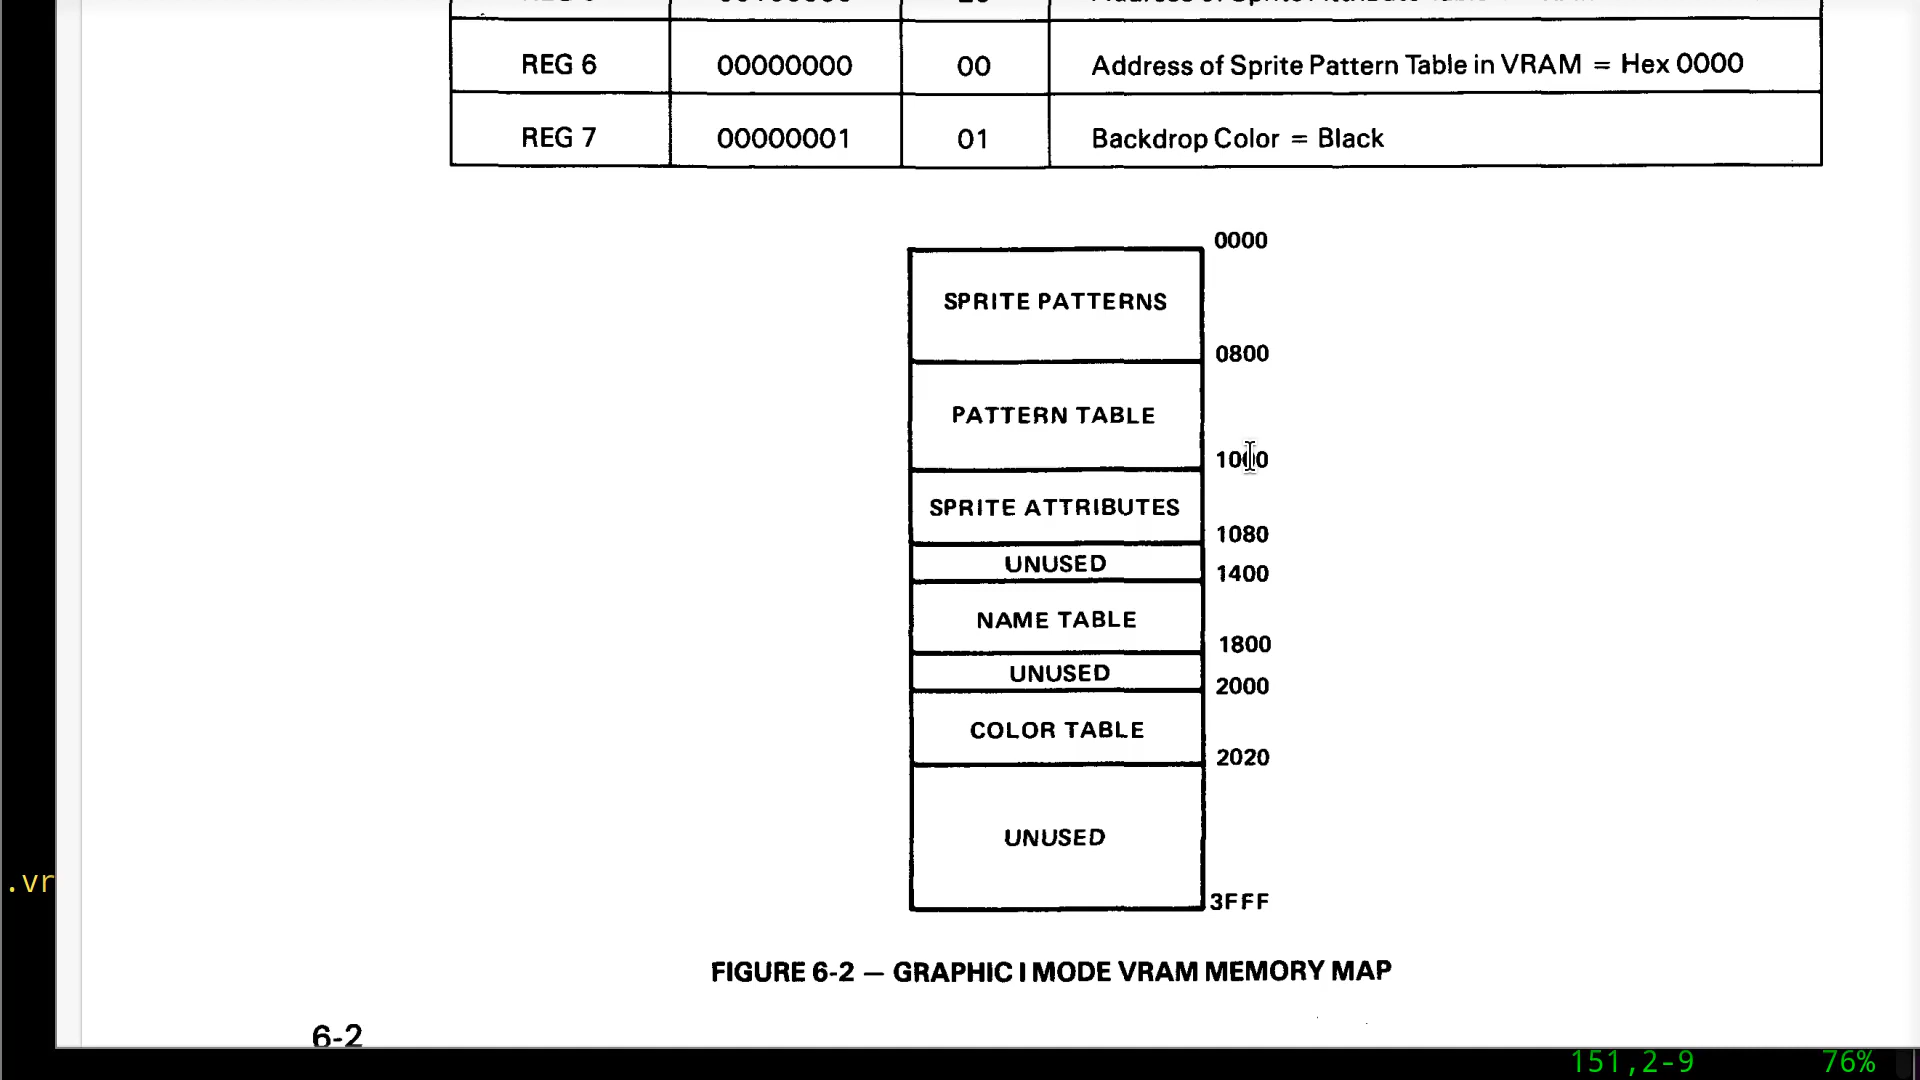 REG 6 00000000 00 Address of Sprite Pattern Table in VRAM = Hex 0000
REG 7 00000001 01 Backdrop Color = Black
0000
SPRITE PATTERNS
0800
PATTERN TABLE
1000
SPRITE ATTRIBUTES
1080
UNUSED
1400
NAME TABLE
1800
UNUSED
2000
COLOR TABLE
2020
UNUSED
.vr
3FFF
FIGURE 6-2 — GRAPHIC I MODE VRAM MEMORY MAP
6-2
151,2-9 76%